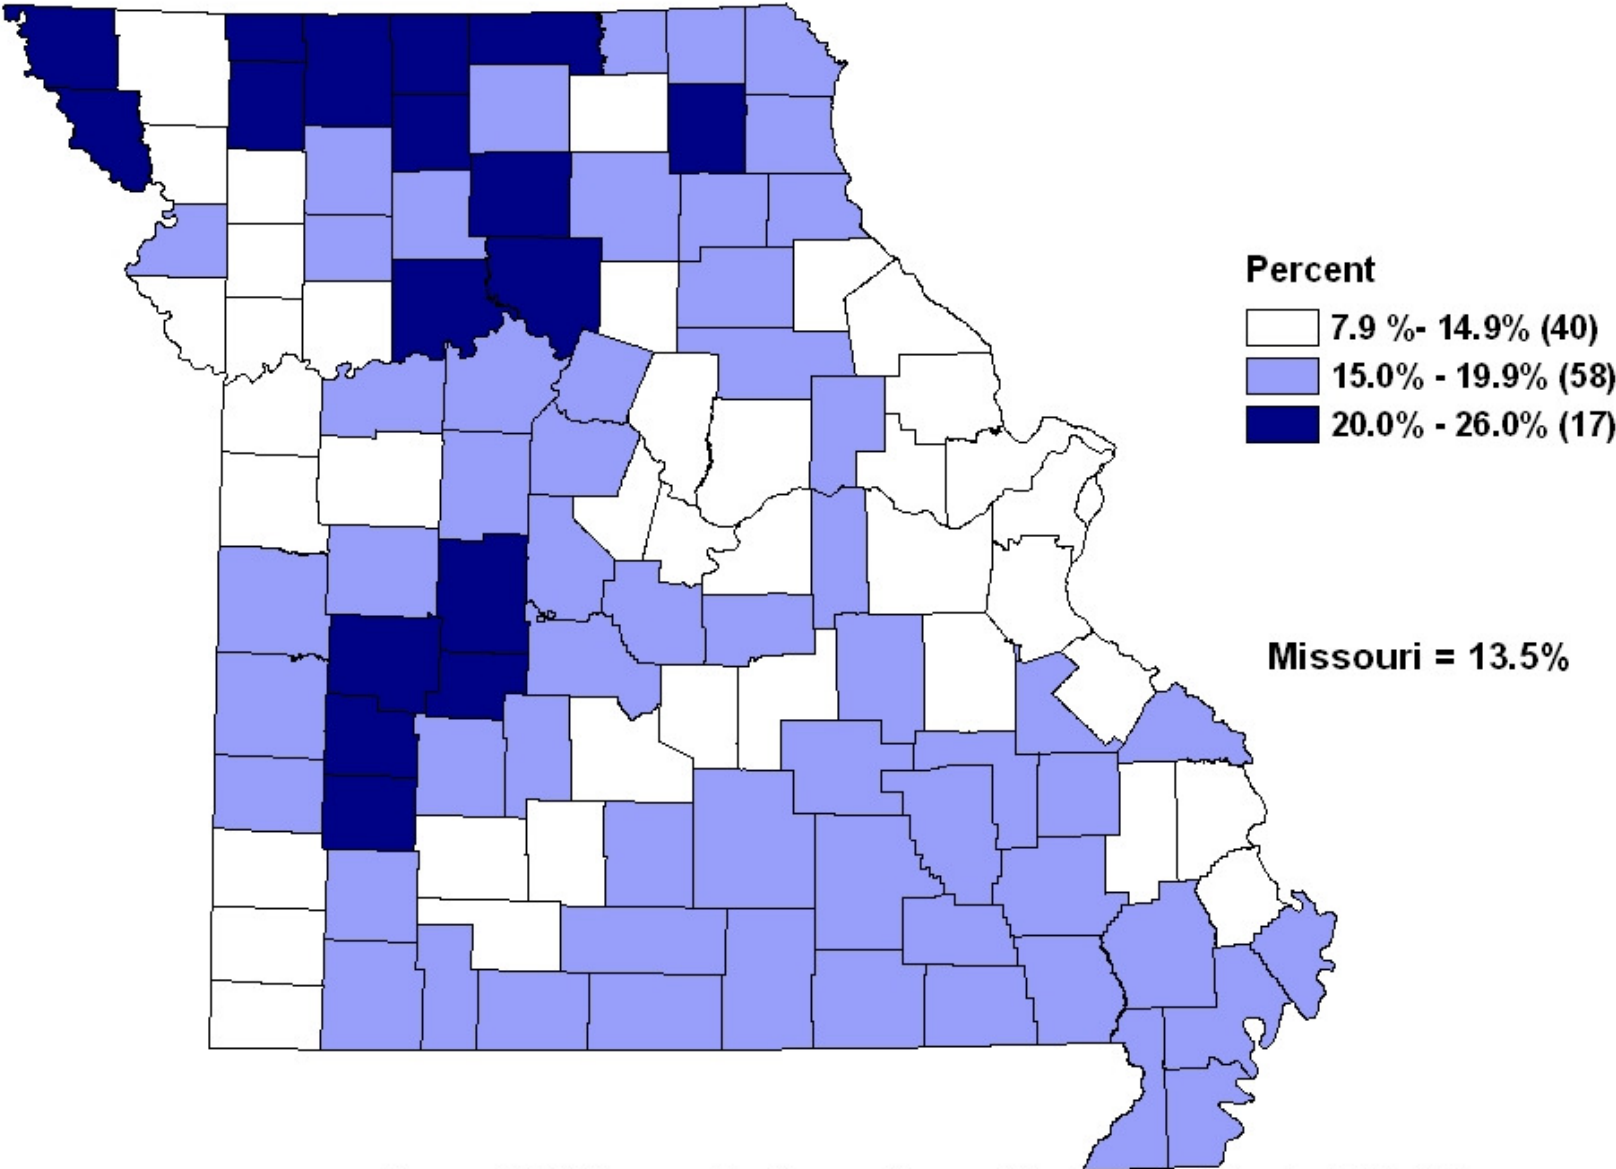 Percent
7.9 %- 14.9% (40)
15.0% - 19.9% (58)
20.0% - 26.0% (17)
Missouri = 13.5%